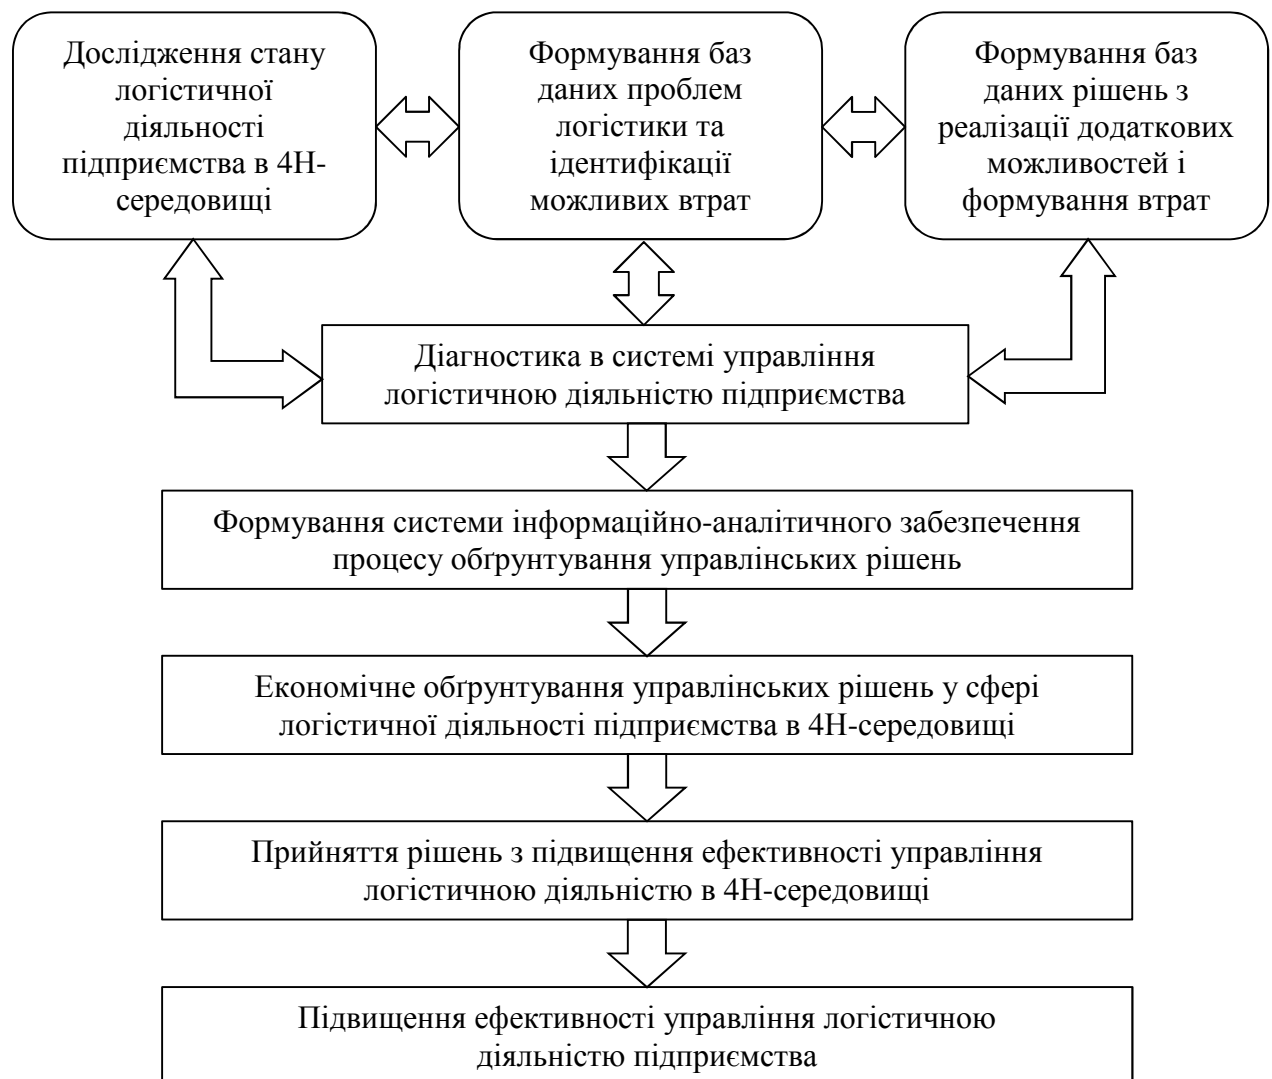 Дослідження стану
логістичної
діяльності
підприємства в 4Н-
середовищі
Формування баз
даних проблем
логістики та
ідентифікації
можливих втрат
Формування баз
даних рішень з
реалізації додаткових
можливостей і
формування втрат
Діагностика в системі управління
логістичною діяльністю підприємства
Формування системи інформаційно-аналітичного забезпечення
процесу обґрунтування управлінських рішень
Економічне обґрунтування управлінських рішень у сфері
логістичної діяльності підприємства в 4Н-середовищі
Прийняття рішень з підвищення ефективності управління
логістичною діяльністю в 4Н-середовищі
Підвищення ефективності управління логістичною
діяльністю підприємства